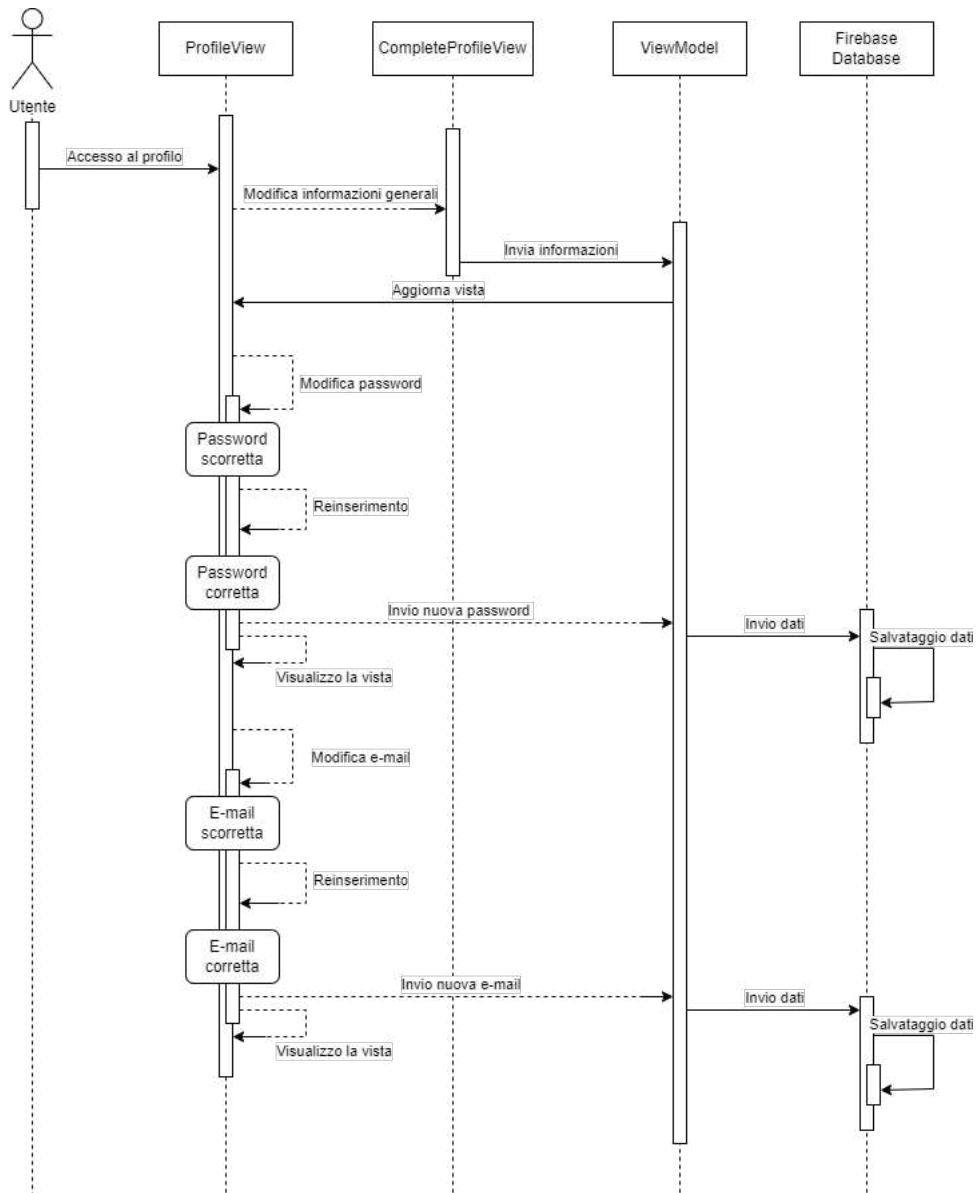 Utente
ProfileView
CompleteProfileView
ViewModel
Firebase
Database
Accesso al profilo
Modifica informazioni generali
Invia informazioni
Aggiorna vista
Modifica password
Password
scorretta
Reinserimento
Password
corretta
Invio nuova password
Invio dati
Salvataggio dati
Visualizzo la vista
Modifica e-mail
E-mail
scorretta
Reinserimento
E-mail
corretta
Invio nuova e-mail
Invio dati
Salvataggio dati
Visualizzo la vista